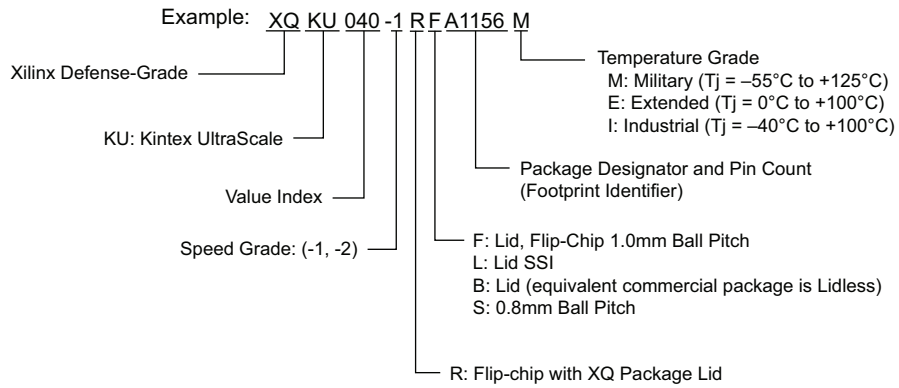 Example: XQ KU 040 -1 R F A1156 M
Xilinx Defense-Grade
KU: Kintex UltraScale
Value Index
Speed Grade: (-1, -2)
Temperature Grade
M: Military (Tj = –55°C to +125°C)
E: Extended (Tj = 0°C to +100°C)
I: Industrial (Tj = –40°C to +100°C)
Package Designator and Pin Count
(Footprint Identifier)
F: Lid, Flip-Chip 1.0mm Ball Pitch
L: Lid SSI
B: Lid (equivalent commercial package is Lidless)
S: 0.8mm Ball Pitch
R: Flip-chip with XQ Package Lid